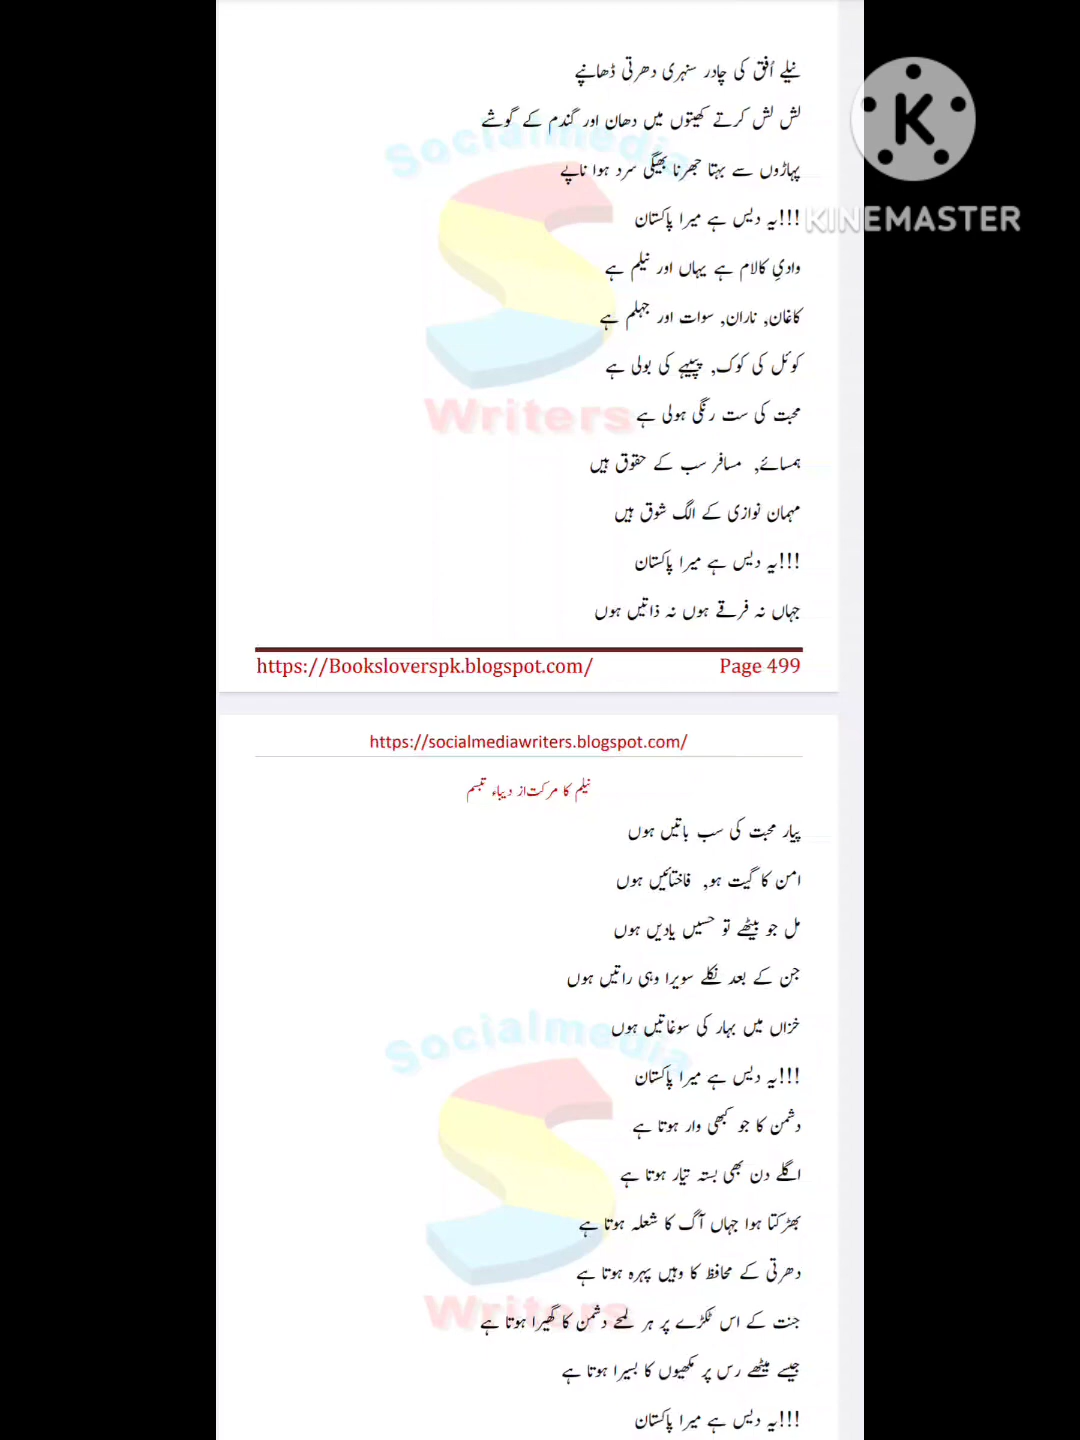 نیلے اُفق کی چادر سنہری دھرتی ڈھانپے
لش لش کرتے کھیتوں میں دھان اور گندم کے گوشے
پہاڑوں سے بہتا جھرنا بھیگی سرد ہوا ناپے
یہ دیس ہے میرا پاکستان!!!
وادیِ کالام ہے یہاں اور نیلم ہے
کاغان, ناران, سوات اور جہلم ہے
کوئل کی کوک, پپیہے کی بولی ہے
محبت کی ست رنگی ہولی ہے
ہمسائے, مسافر سب کے حقوق ہیں
مہمان نوازی کے الگ شوق ہیں
یہ دیس ہے میرا پاکستان!!!
جہاں نہ فرقے ہوں نہ ذاتیں ہوں
https://Booksloverspk.blogspot.com/ Page 499
https://socialmediawriters.blogspot.com/
نیلم کا مرکت از دیباء تبسم
پیار محبت کی سب باتیں ہوں
امن کا گیت ہو, فاختائیں ہوں
مل جو بیٹھے تو حسیں یادیں ہوں
جن کے بعد نکلے سویرا وہی راتیں ہوں
خزاں میں بہار کی سوغاتیں ہوں
یہ دیس ہے میرا پاکستان!!!
دشمن کا جو کبھی وار ہوتا ہے
اگلے دن بھی بستہ تیار ہوتا ہے
بھڑکتا ہوا جہاں آگ کا شعلہ ہوتا ہے
دھرتی کے محافظ کا وہیں پہرہ ہوتا ہے
جنت کے اس ٹکڑے پر ہر لمحے دشمن کا گھیرا ہوتا ہے
جیسے میٹھے رس پر مکھیوں کا بسیرا ہوتا ہے
یہ دیس ہے میرا پاکستان!!!
Socialmedia
Writers
Socialmedia
Writers
K
KINEMASTER